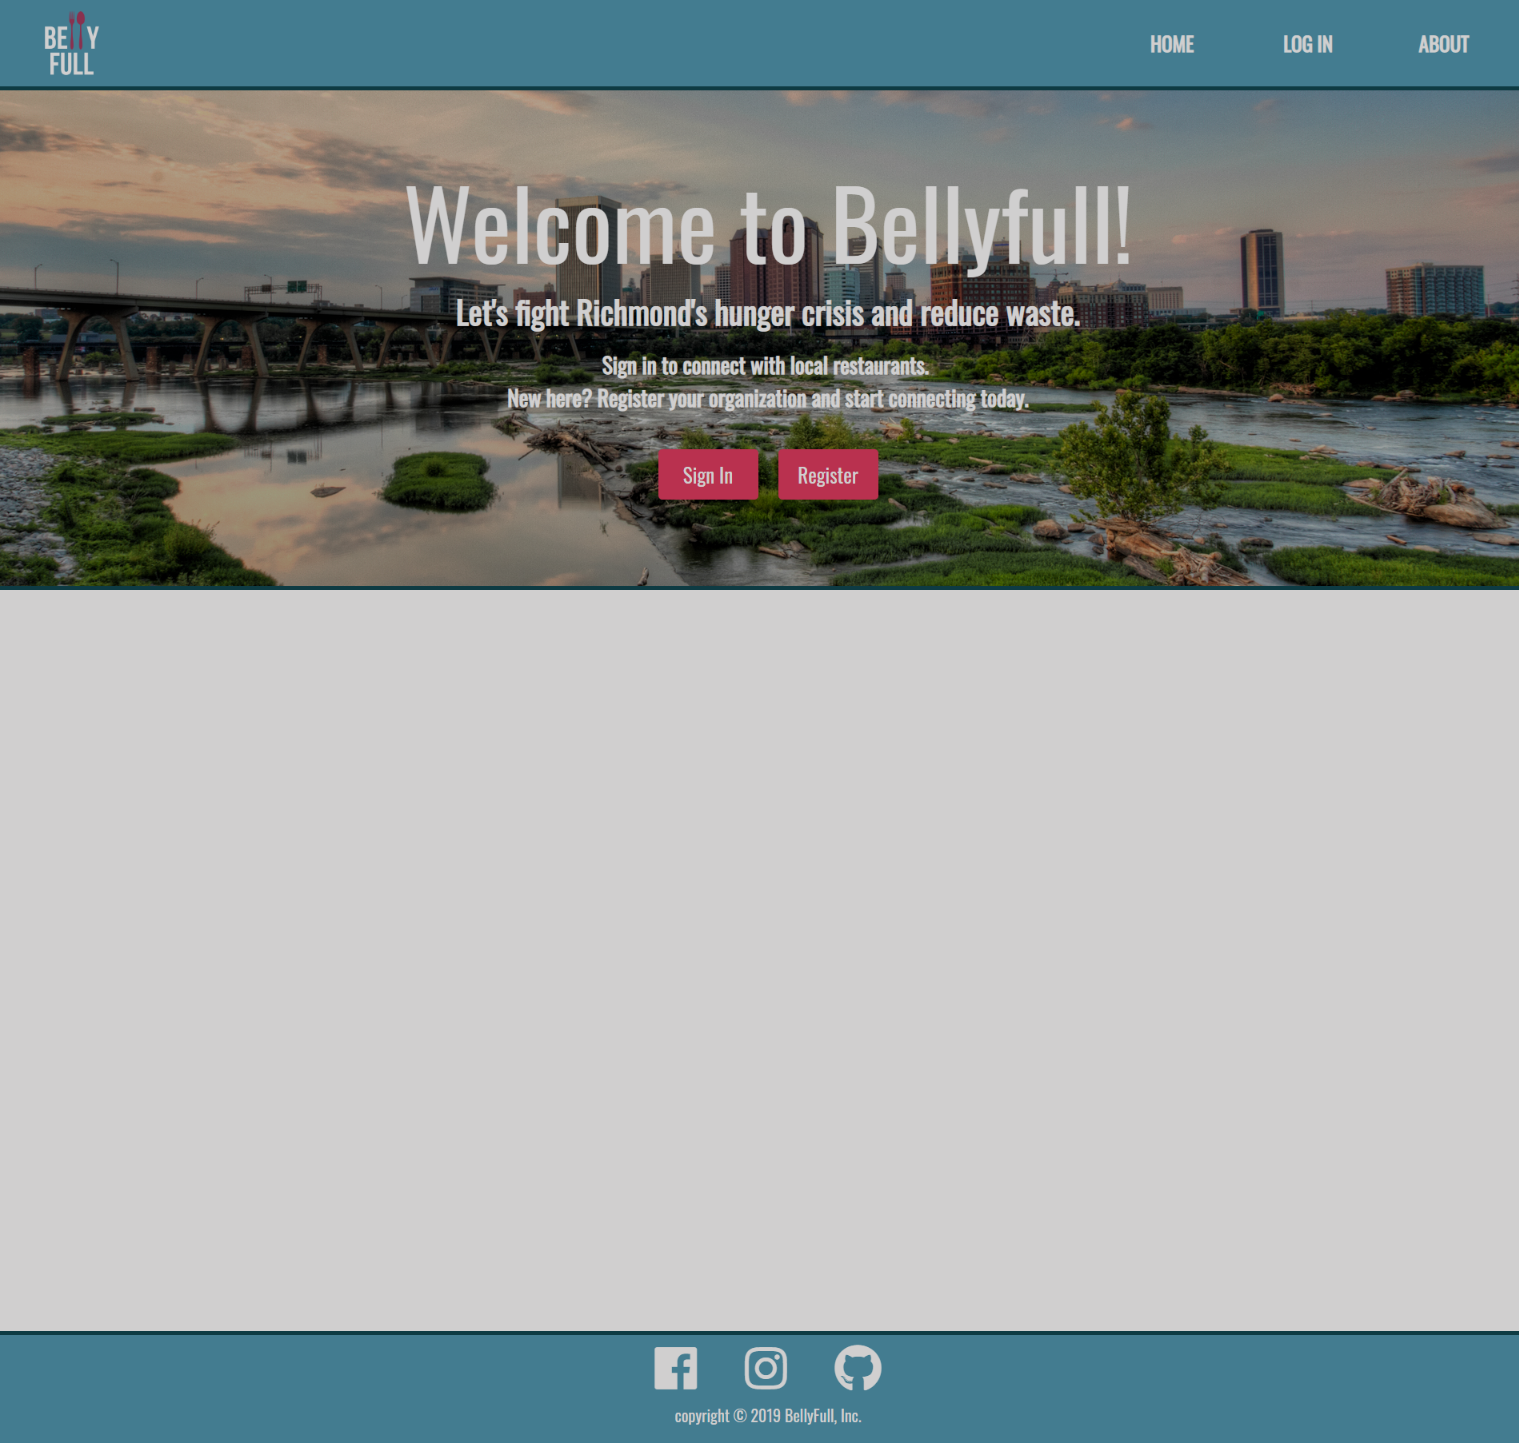 BELLY
FULL
HOME
LOG IN
ABOUT
Welcome to Bellyfull!
Let's fight Richmond's hunger crisis and reduce waste.
Sign in to connect with local restaurants.
New here? Register your organization and start connecting today.
Sign In
Register
copyright © 2019 BellyFull, Inc.